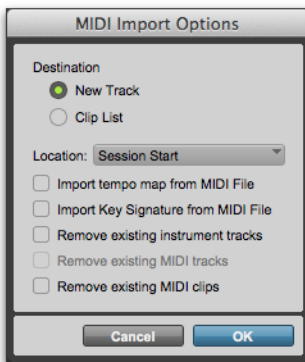 MIDI Import Options
Destination
New Track
Clip List
Location: Session Start
Import tempo map from MIDI File
Import Key Signature from MIDI File
Remove existing instrument tracks
Remove existing MIDI tracks
Remove existing MIDI clips
Cancel OK